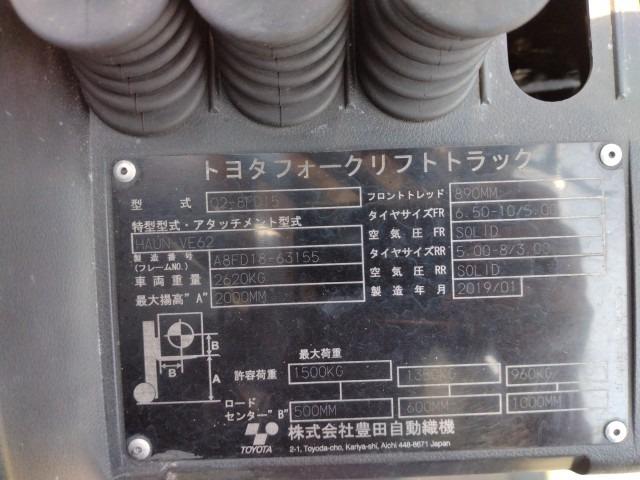 トヨタフォークリフトトラック
型式 02-8FD15
特型型式・アタッチメント型式
HAUN-VE62
製造番号 (フレームNO.) A8FD18-63155
車両重量 2620KG
最大揚高"A" 2000MM
フロントトレッド 890MM
タイヤサイズFR 6.50-10/5.00
空気圧FR SOLID
タイヤサイズRR 5.00-8/3.00
空気圧RR SOLID
製造年月 2019/01
B
B
A
最大荷重
許容荷重 1500KG 1350KG 960KG
ロードセンター"B" 500MM 600MM 1000MM
TOYOTA 株式会社豊田自動織機
2-1, Toyoda-cho, Kariya-shi, Aichi 448-8671 Japan